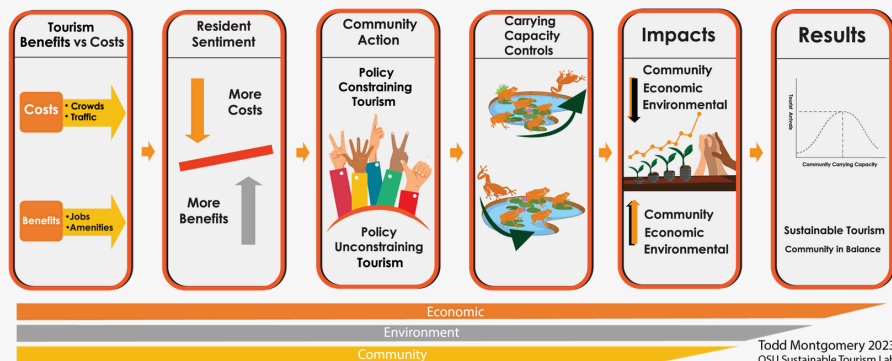 Tourism
Benefits vs Costs
Costs
• Crowds
• Traffic
Benefits
• Jobs
• Amenities
Resident
Sentiment
More
Costs
More
Benefits
Community
Action
Policy
Constraining
Tourism
Policy
Unconstraining
Tourism
Carrying
Capacity
Controls
Impacts
Community
Economic
Environmental
Community
Economic
Environmental
Results
Tourist Arrivals
Community Carrying Capacity
Sustainable Tourism
Community in Balance
Economic
Environment
Community
Todd Montgomery
OSU Sustainable Tourism Lab